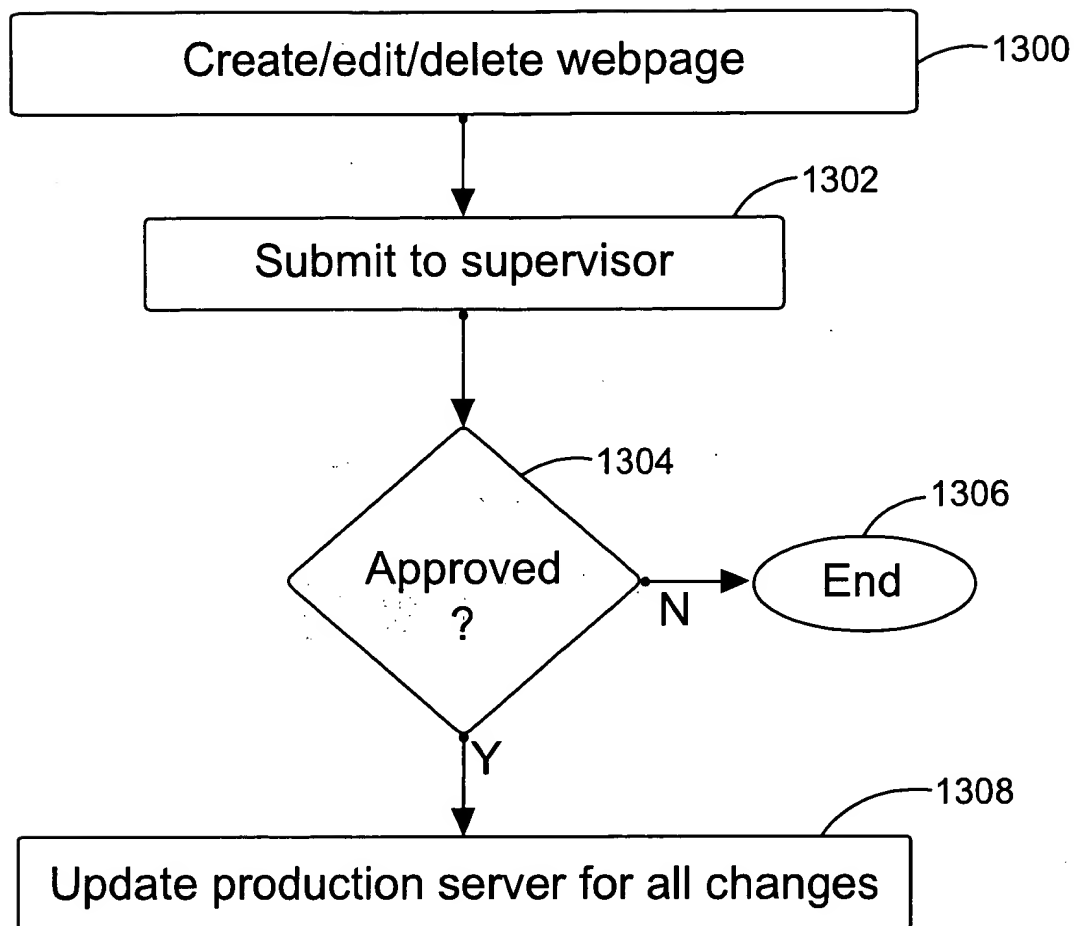 Create/edit/delete webpage
1300
1302
Submit to supervisor
1304
1306
Approved
?
End
N
Y
1308
Update production server for all changes